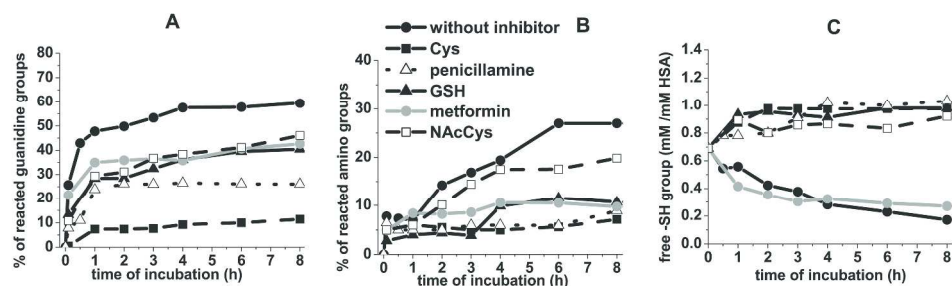 A
% of reacted guanidine groups
80
70
60
50
40
30
20
10
0
0 1 2 3 4 5 6 7 8
time of incubation (h)
B
without inhibitor
Cys
penicillamine
GSH
metformin
NAcCys
% of reacted amino groups
40
30
20
10
0
0 1 2 3 4 5 6 7 8
time of incubation (h)
C
free -SH group (mM /mM HSA)
1.4
1.2
1.0
0.8
0.6
0.4
0.2
0.0
0 1 2 3 4 5 6 7 8
time of incubation (h)